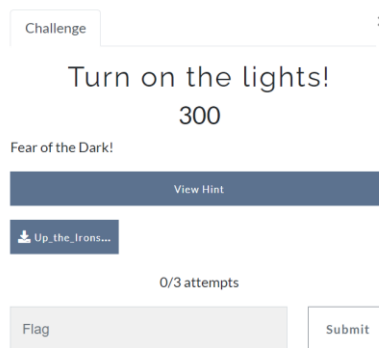 Challenge
Turn on the lights!
300
Fear of the Dark!
View Hint
Up_the_Irons...
0/3 attempts
Flag
Submit